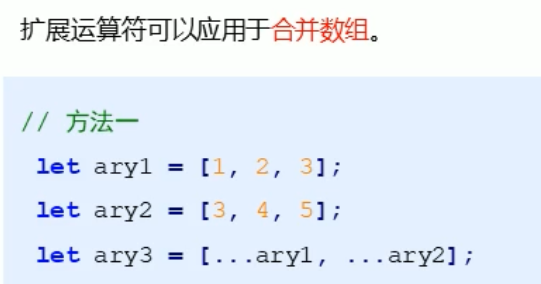 扩展运算符可以应用于合并数组。
// 方法一
let ary1 = [1, 2, 3];
let ary2 = [3, 4, 5];
let ary3 = [...ary1, ...ary2];